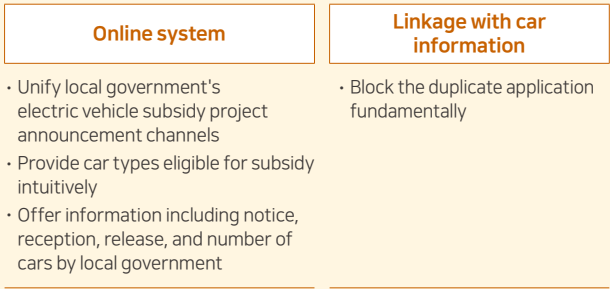 Online system
• Unify local government's
electric vehicle subsidy project
announcement channels
• Provide car types eligible for subsidy
intuitively
• Offer information including notice,
reception, release, and number of
cars by local government
Linkage with car
information
• Block the duplicate application
fundamentally